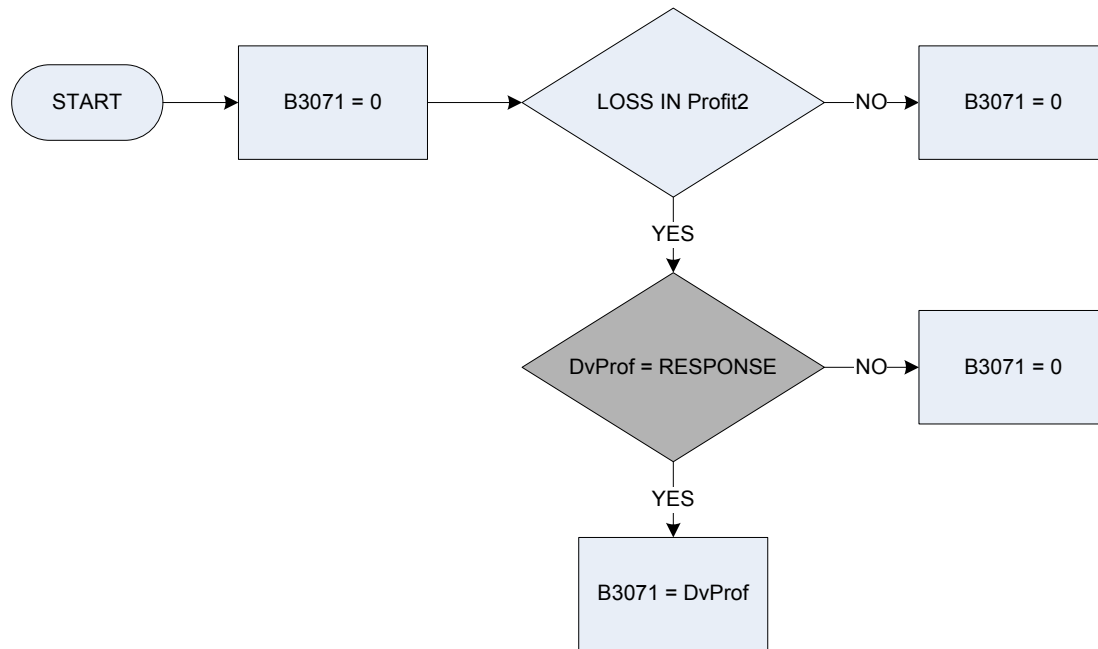 START
B3071 = 0
LOSS IN Profit2
NO
B3071 = 0
YES
DvProf = RESPONSE
NO
B3071 = 0
YES
B3071 = DvProf